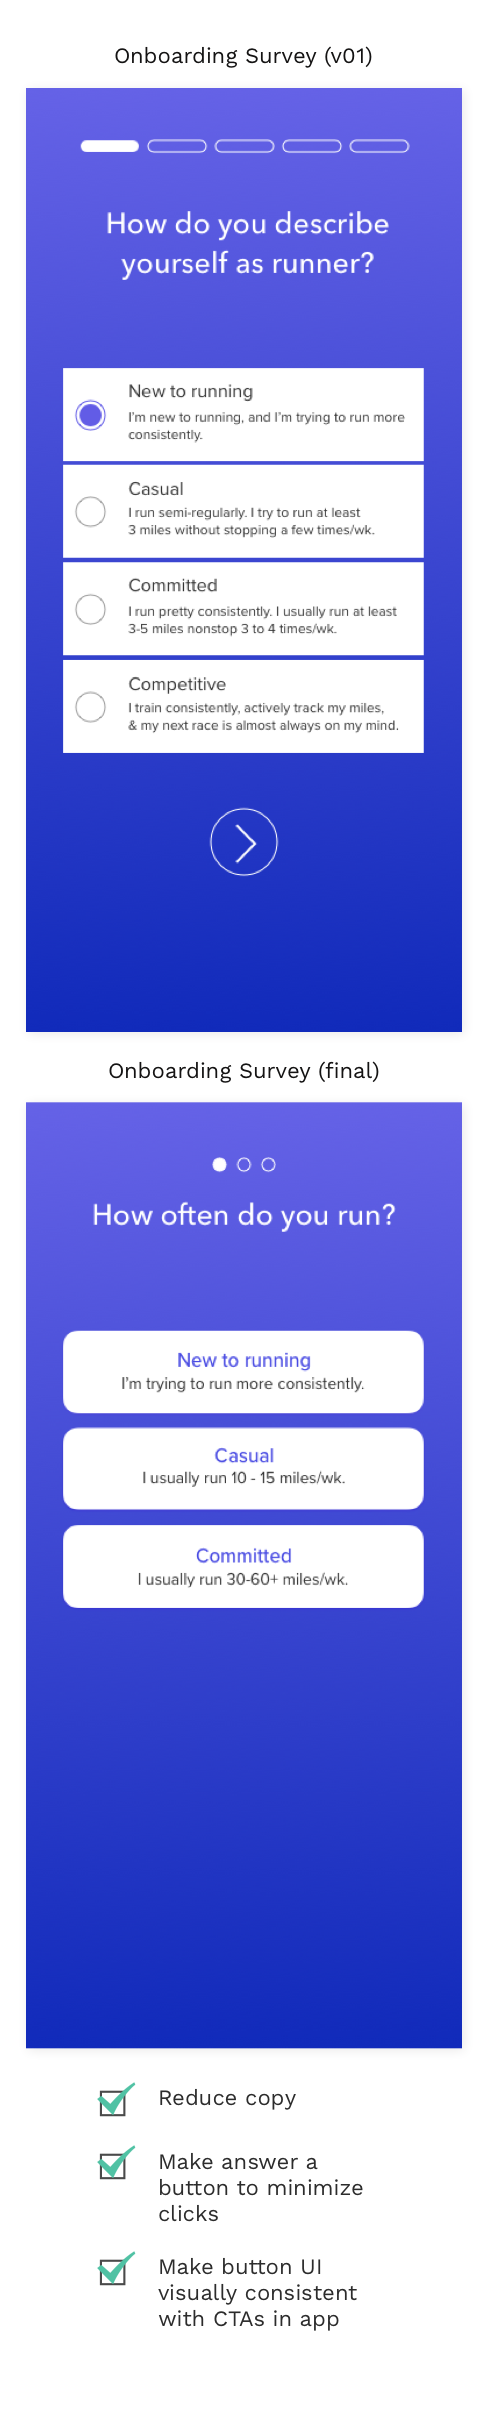 Onboarding Survey (v01)
How do you describe
yourself as runner?
New to running
I'm new to running, and I'm trying to run more
consistently.
Casual
I run semi-regularly. I try to run at least
3 miles without stopping a few times/wk.
Committed
I run pretty consistently. I usually run at least
3-5 miles nonstop 3 to 4 times/wk.
Competitive
I train consistently, actively track my miles,
& my next race is almost always on my mind.
Onboarding Survey (final)
How often do you run?
New to running
I'm trying to run more consistently.
Casual
I usually run 10 - 15 miles/wk.
Committed
I usually run 30-60+ miles/wk.
Reduce copy
Make answer a
button to minimize
clicks
Make button UI
visually consistent
with CTAs in app